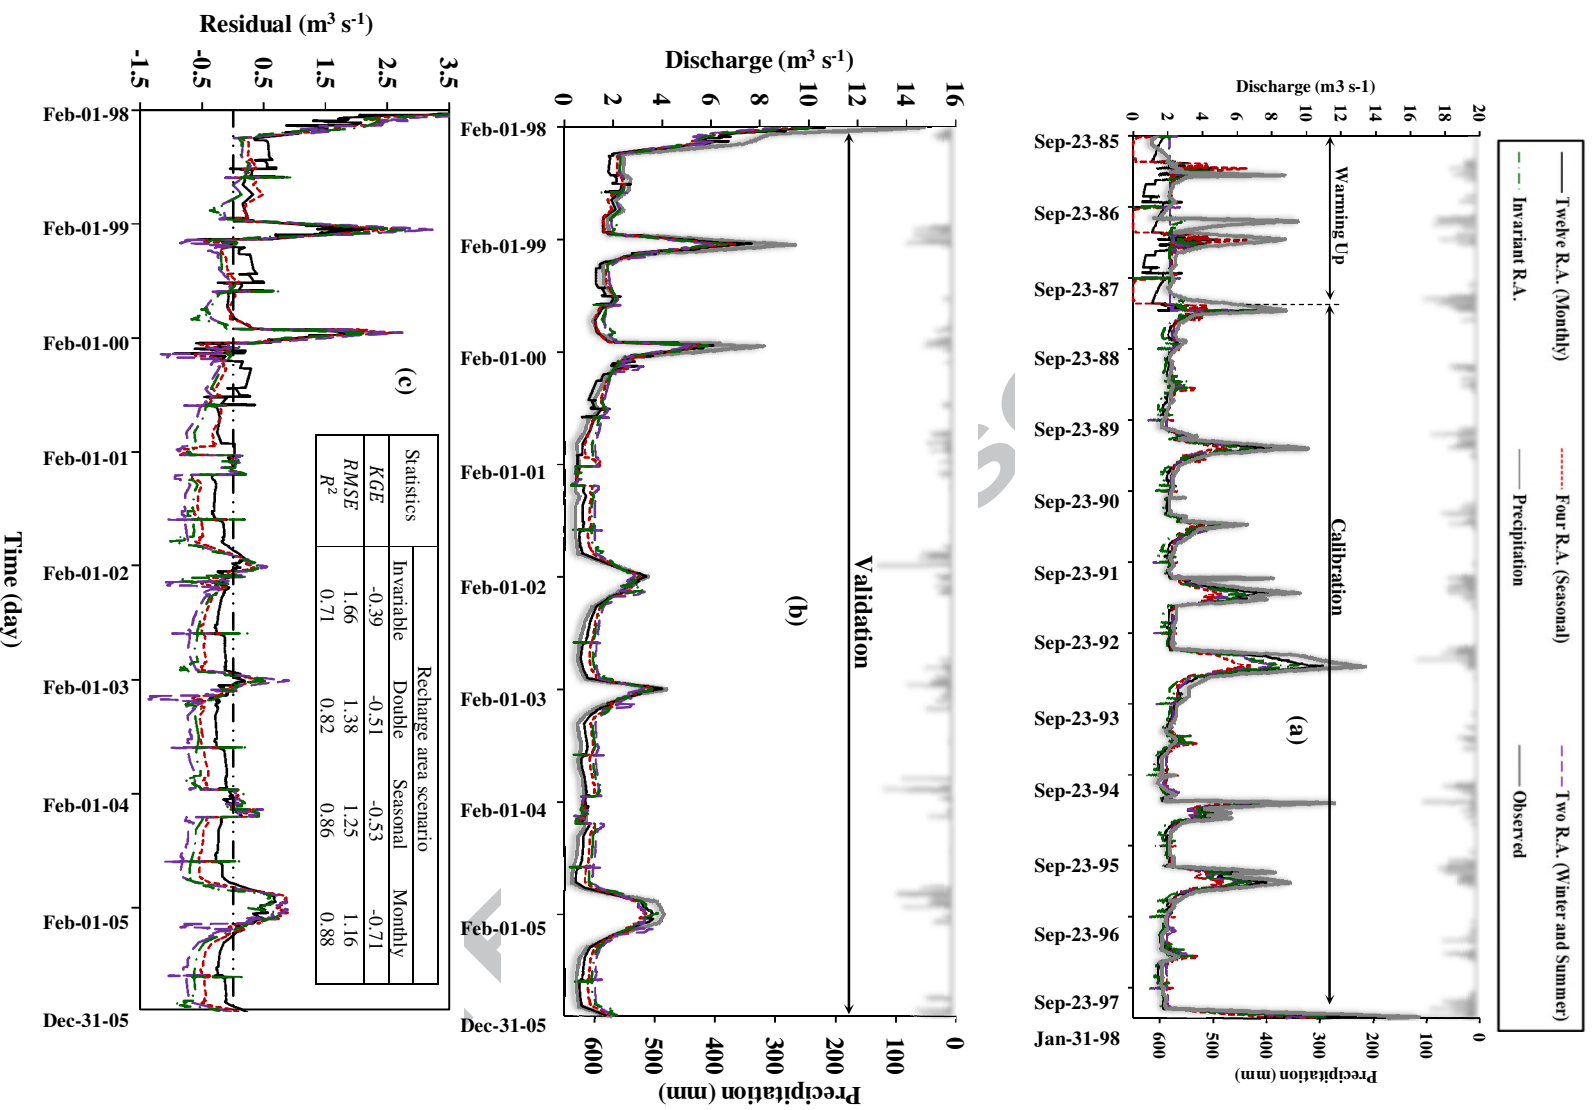 Twelve R.A. (Monthly)
Four R.A. (Seasonal)
Two R.A. (Winter and Summer)
Invariant R.A.
Precipitation
Observed
Discharge (m3 s-1)
0 2 4 6 8 10 12 14 16 20
Warming Up
Calibration
(a)
Sep-23-85
Sep-23-86
Sep-23-87
Sep-23-88
Sep-23-89
Sep-23-90
Sep-23-91
Sep-23-92
Sep-23-93
Sep-23-94
Sep-23-95
Sep-23-96
Sep-23-97
Jan-31-98
600 500 400 300 200 100 0
Precipitation (mm)
Discharge (m³ s⁻¹)
0 2 4 6 8 10 12 14 16
Validation
(b)
Feb-01-98
Feb-01-99
Feb-01-00
Feb-01-01
Feb-01-02
Feb-01-03
Feb-01-04
Feb-01-05
Dec-31-05
600 500 400 300 200 100 0
Precipitation (mm)
Residual (m³ s⁻¹)
-1.5 -0.5 0.5 1.5 2.5 3.5
(c)
Statistics
Recharge area scenario
Invariable Double Seasonal Monthly
KGE -0.39 -0.51 -0.53 -0.71
RMSE 1.66 1.38 1.25 1.16
R² 0.71 0.82 0.86 0.88
Feb-01-98
Feb-01-99
Feb-01-00
Feb-01-01
Feb-01-02
Feb-01-03
Feb-01-04
Feb-01-05
Dec-31-05
Time (day)